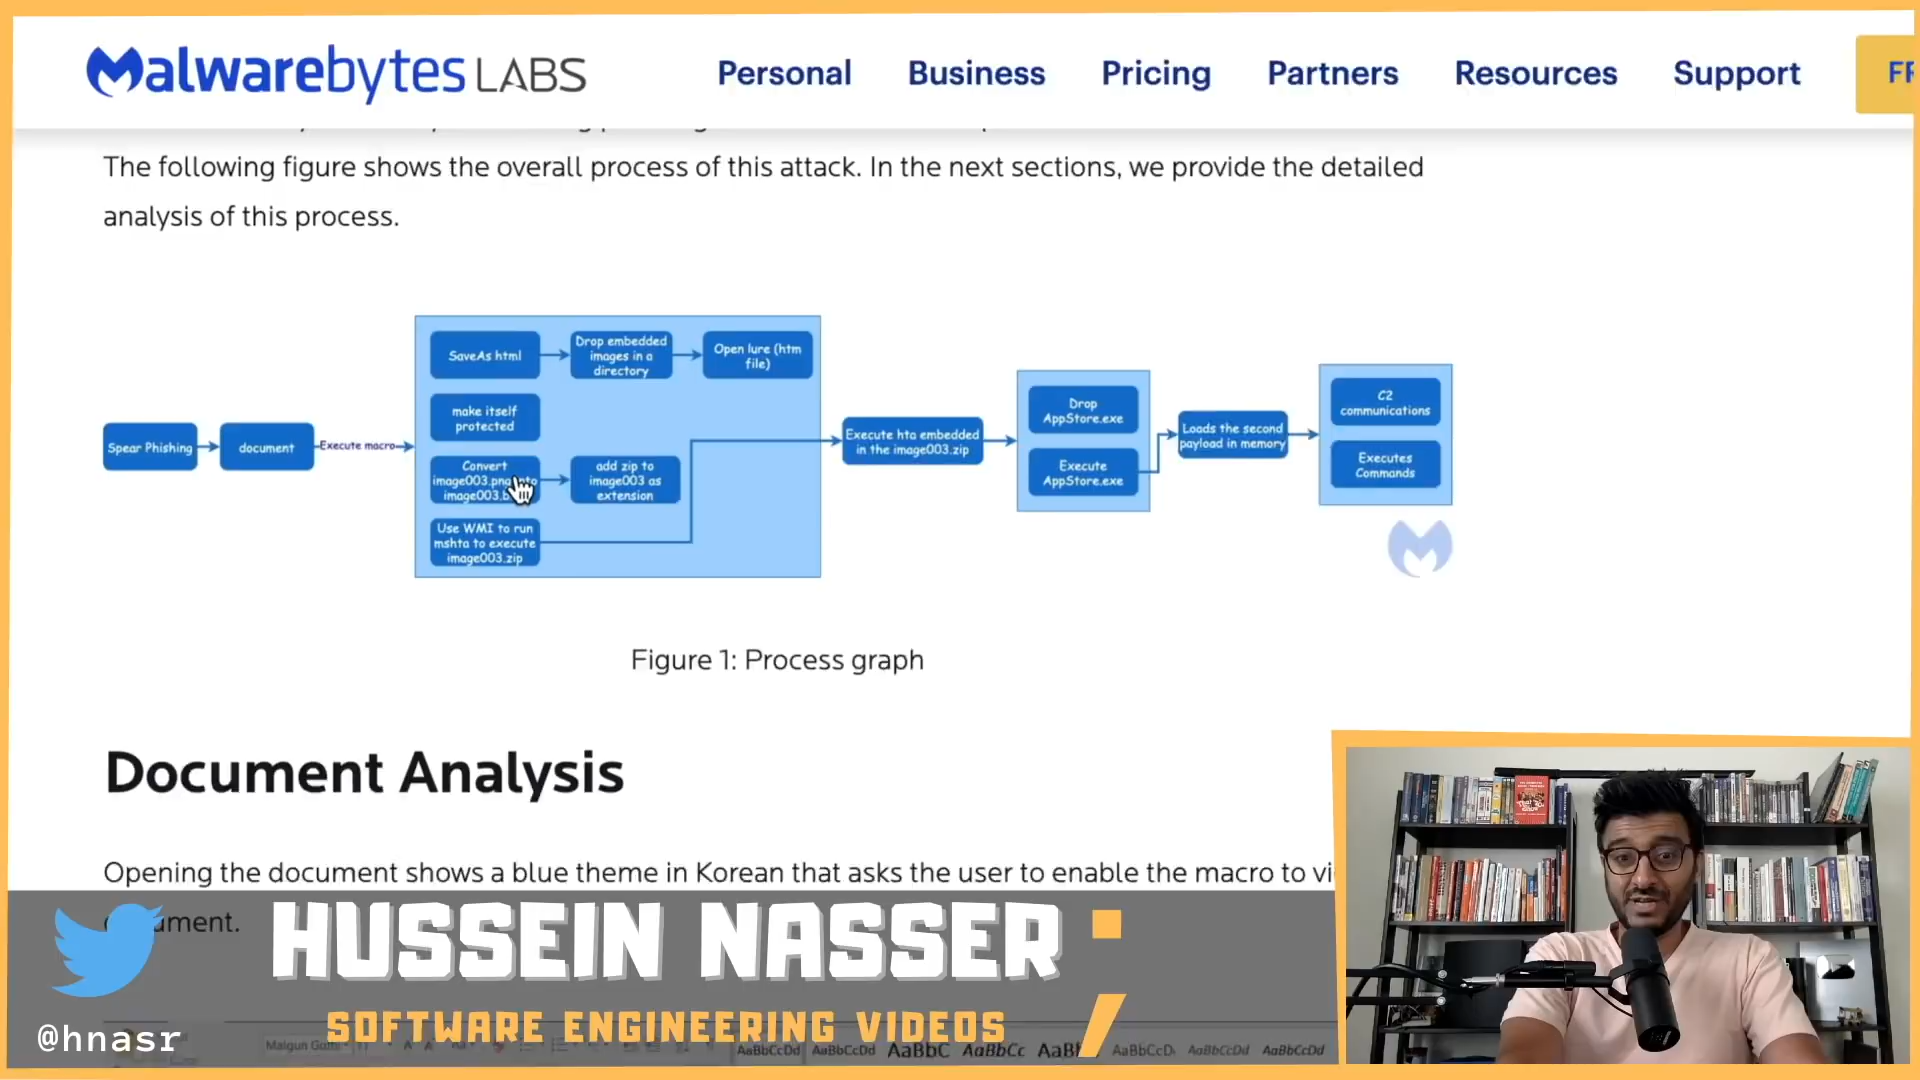 Malwarebytes LABS
Personal Business Pricing Partners Resources Support
The following figure shows the overall process of this attack. In the next sections, we provide the detailed
analysis of this process.
Spear Phishing
document
Execute macro
SaveAs html
Drop embedded
images in a
directory
Open lure (htm
file)
make itself
protected
Convert
image003.png
add zip to
image003 as
extension
Use WMI to run
mshta to execute
image003.zip
Execute hta embedded
in the image003.zip
Drop
AppStore.exe
Execute
AppStore.exe
Loads the second
payload in memory
C2
communications
Executes
Commands
Figure 1: Process graph
Document Analysis
Opening the document shows a blue theme in Korean that asks the user to enable the macro to
HUSSEIN NASSER ;
SOFTWARE ENGINEERING VIDEOS
@hnasr
AaBbCcDd AaBbCcDd AaBbC AaBbCc AaBbCcDd AaBbCcDd